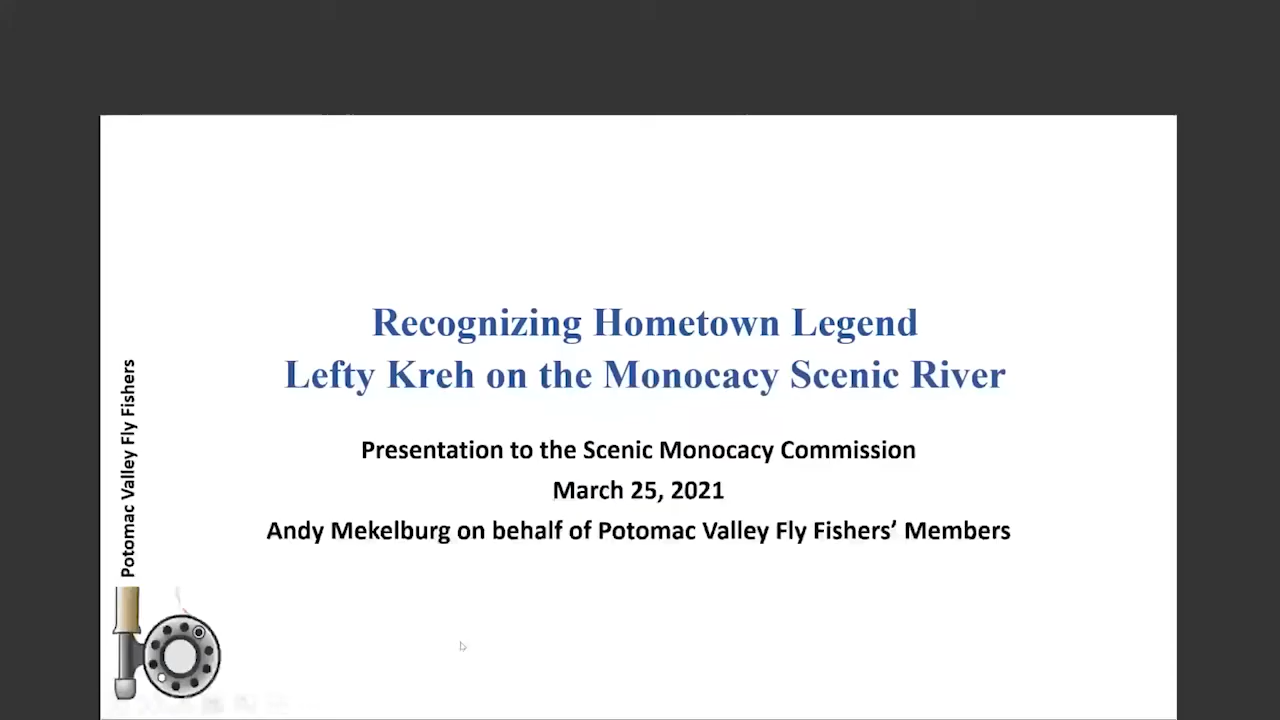 Recognizing Hometown Legend
Lefty Kreh on the Monocacy Scenic River
Presentation to the Scenic Monocacy Commission
March 25, 2021
Andy Mekelburg on behalf of Potomac Valley Fly Fishers’ Members
Potomac Valley Fly Fishers